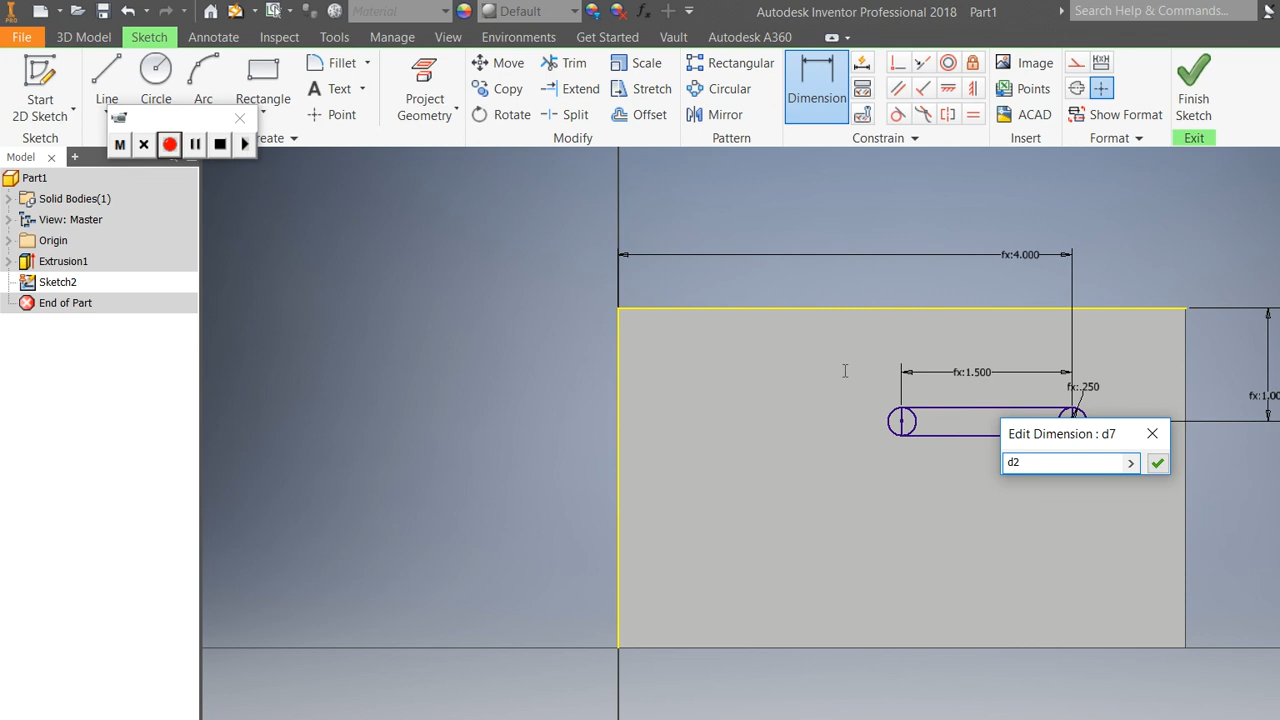 PRO
Material
Default
Autodesk Inventor Professional 2018 Part1
Search Help & Commands...
File 3D Model Sketch Annotate Inspect Tools Manage View Environments Get Started Vault Autodesk A360
Start
2D Sketch
Line
Circle
Arc
Rectangle
Fillet
Text
Point
Project
Geometry
Move
Copy
Rotate
Trim
Extend
Split
Scale
Stretch
Offset
Rectangular
Circular
Mirror
Dimension
Image
Points
ACAD
Show Format
Finish
Sketch
Sketch
Create
Modify
Pattern
Constrain
Insert
Format
Exit
M
Model
Part1
Solid Bodies(1)
View: Master
Origin
Extrusion1
Sketch2
End of Part
fx:4.000
fx:1.500
fx:.250
Edit Dimension : d7
d2